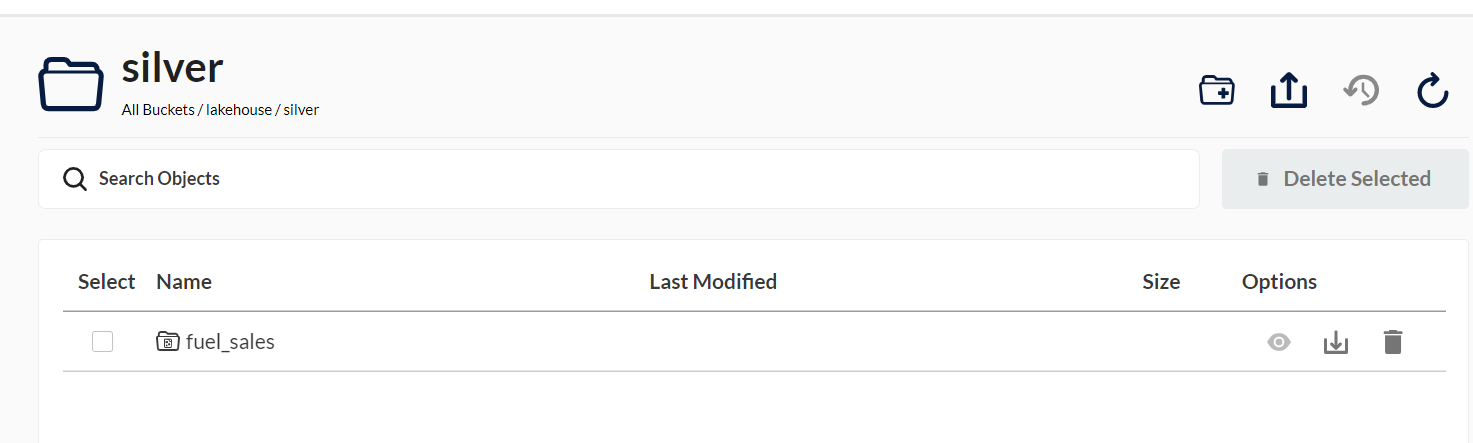 silver
All Buckets / lakehouse / silver
Search Objects
Delete Selected
Select Name Last Modified Size Options
fuel_sales